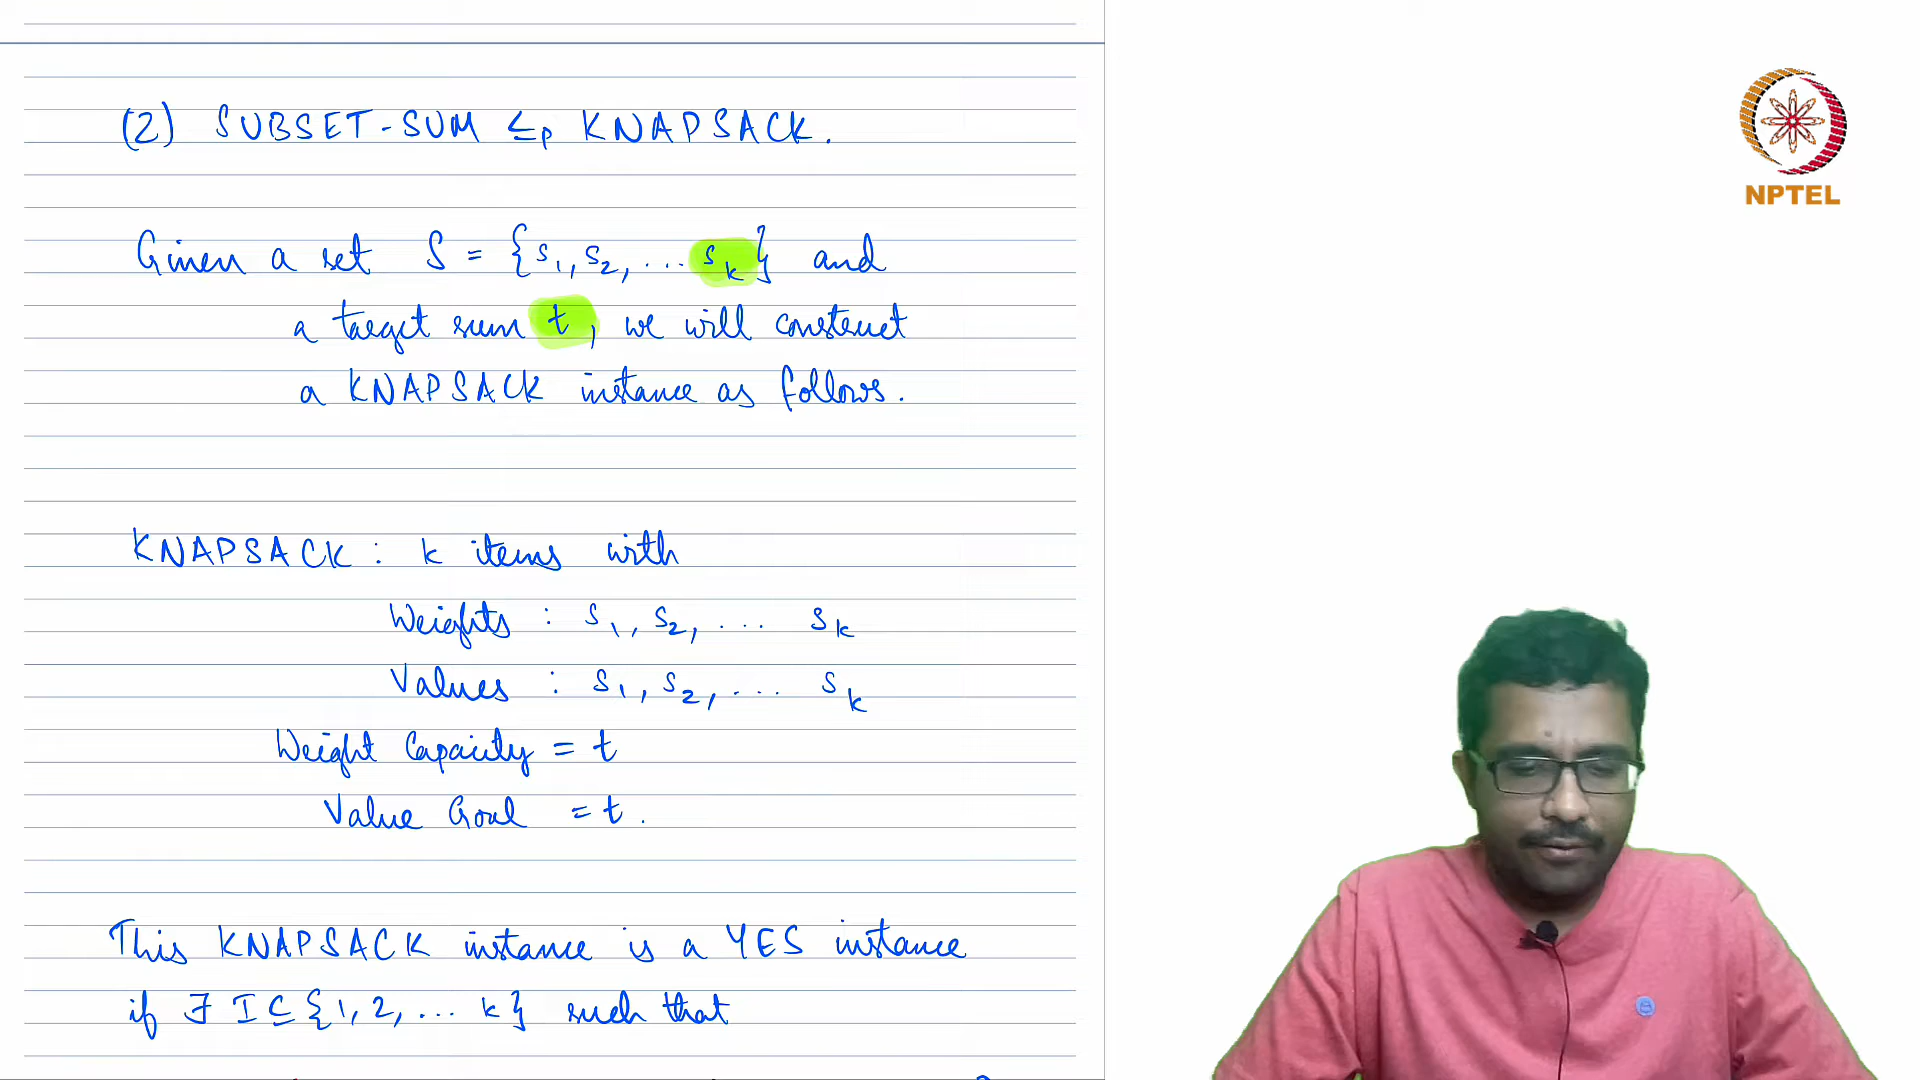 (2) SUBSET-SUM ≤p KNAPSACK.
Given a set S = {s₁, s₂, ... sₖ} and
a target sum t, we will construct
a KNAPSACK instance as follows.
KNAPSACK : k items with
Weights : s₁, s₂, ... sₖ
Values : s₁, s₂, ... sₖ
Weight Capacity = t
Value Goal = t.
This KNAPSACK instance is a YES instance
if ∃ I ⊆ {1, 2, ... k} such that
NPTEL